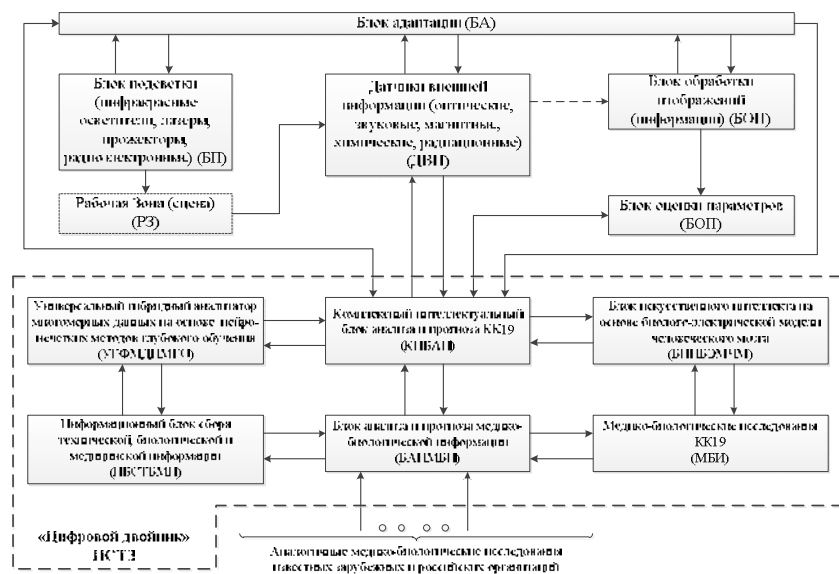 Блок адаптации (БА)
Блок подсветки
(инфракрасные
осветители, лазеры,
прожекторы,
радиоэлектронные) (БП)
Датчики внешней
информации (оптические,
звуковые, магнитные,
химические, радиационные)
(ДВИ)
Блок обработки
изображений
(информации) (БОИ)
Рабочая Зона (сцена)
(РЗ)
Блок оценки параметров
(БОП)
Универсальный гибридный анализатор
многомерных данных на основе нейро-
нечетких методов глубокого обучения
Комплексный интеллектуальный
блок анализа и прогноза КК19
(КИБАП)
Блок искусственного интеллекта на
основе биолого-электрической модели
человеческого мозга
(БИИБЭМЧМ)
Информационный блок сбора
технической, биологической и
медицинской информации
(ИБСТБМИ)
Блок анализа и прогноза медико-
биологической информации
(БАПМБИ)
Медико-биологические исследования
КК19
(МБИ)
«Цифровой двойник»
ИСТЗ
Аналогичные медико-биологические исследования
известных зарубежных и российских организаций